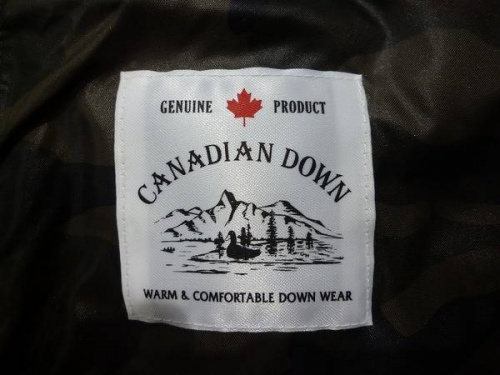 GENUINE PRODUCT
CANADIAN DOWN
WARM & COMFORTABLE DOWN WEAR